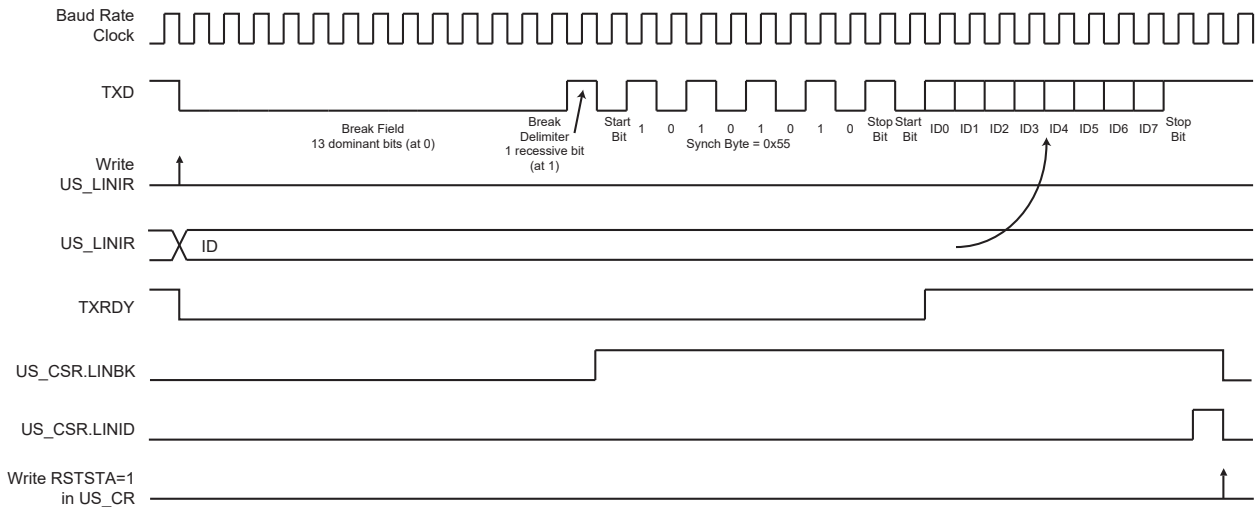 Baud Rate
Clock
TXD
Break Field
13 dominant bits (at 0)
Break
Delimiter
1 recessive bit
(at 1)
Start
Bit
1 0 1 0 1 0 1 0
Synch Byte = 0x55
Stop
Bit
Start
Bit
ID0 ID1 ID2 ID3 ID4 ID5 ID6 ID7
Stop
Bit
Write
US_LINIR
US_LINIR
ID
TXRDY
US_CSR.LINBK
US_CSR.LINID
Write RSTSTA=1
in US_CR